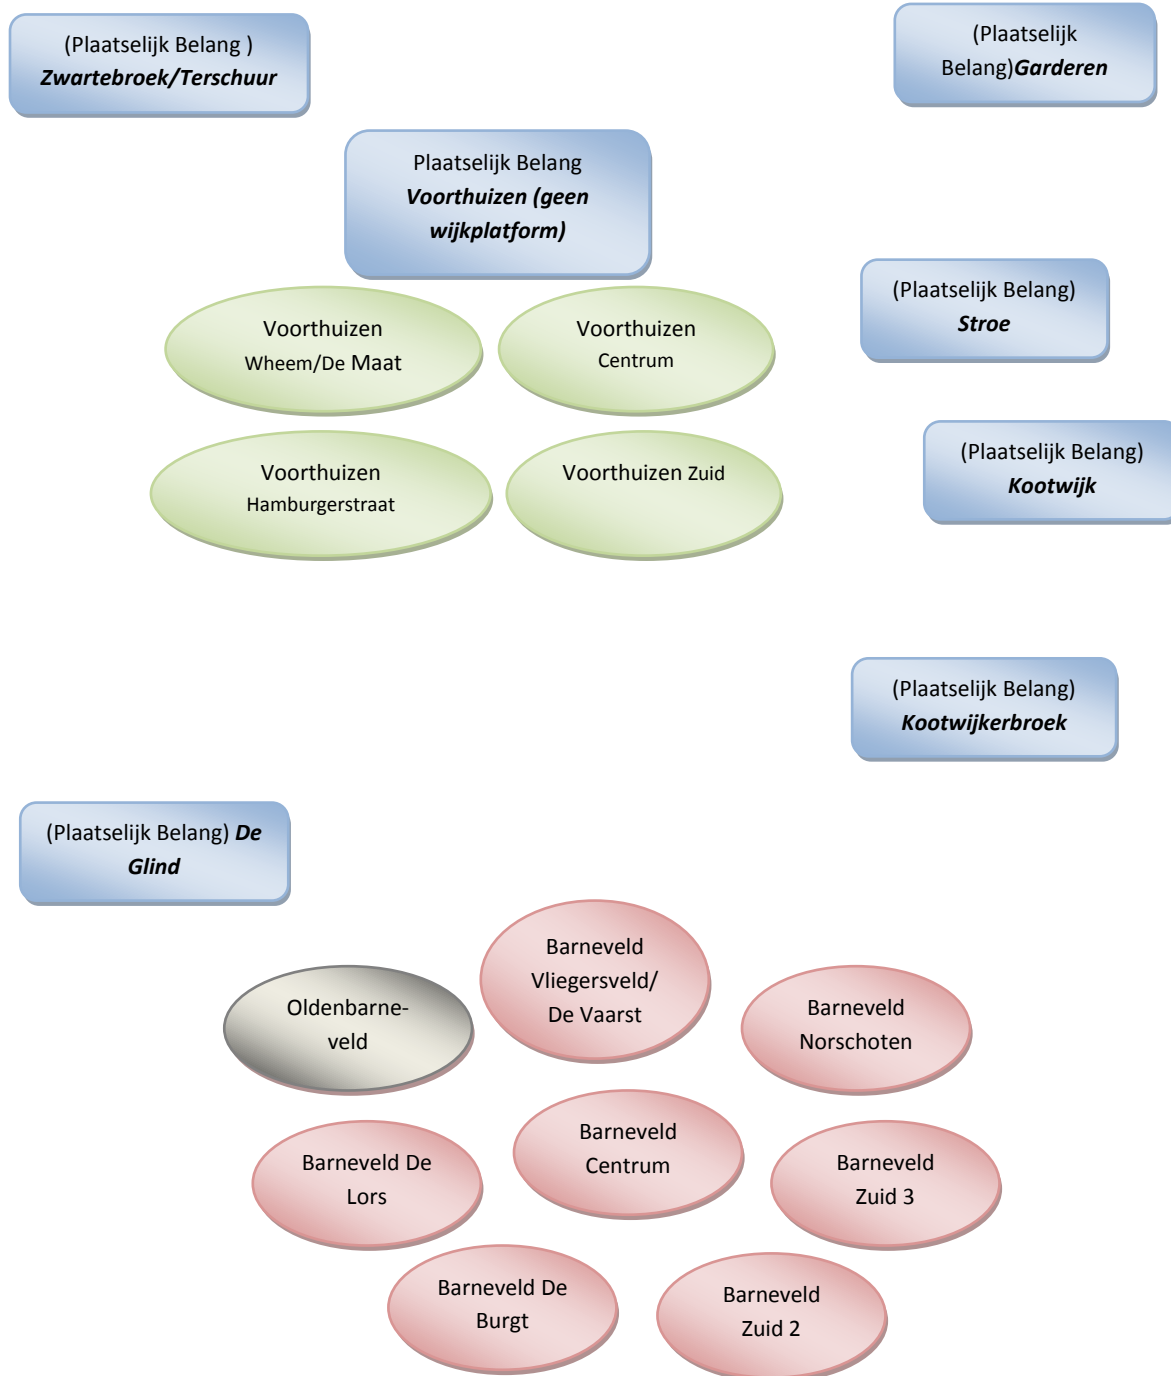 (Plaatselijk Belang )
Zwartebroek/Terschuur
(Plaatselijk
Belang)Garderen
Plaatselijk Belang
Voorthuizen (geen
wijkplatform)
(Plaatselijk Belang)
Stroe
Voorthuizen
Wheem/De Maat
Voorthuizen
Centrum
(Plaatselijk Belang)
Kootwijk
Voorthuizen
Hamburgerstraat
Voorthuizen Zuid
(Plaatselijk Belang)
Kootwijkerbroek
(Plaatselijk Belang) De
Glind
Barneveld
Vliegersveld/
De Vaarst
Oldenbarne-
veld
Barneveld
Norschoten
Barneveld
Centrum
Barneveld De
Lors
Barneveld
Zuid 3
Barneveld De
Burgt
Barneveld
Zuid 2